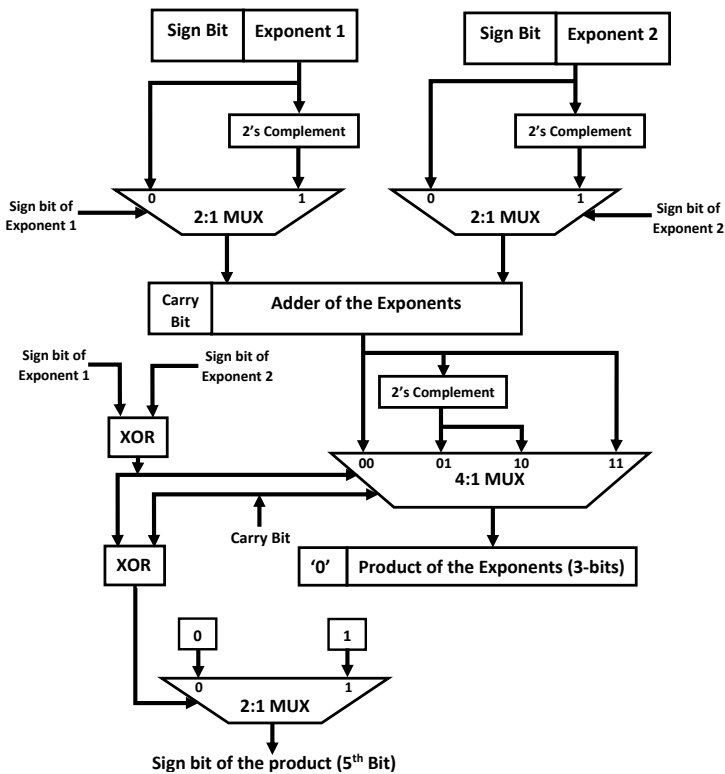 Sign Bit Exponent 1
Sign Bit Exponent 2
2's Complement
2's Complement
0 1
0 1
Sign bit of
Exponent 1
2:1 MUX
2:1 MUX
Sign bit of
Exponent 2
Carry
Bit
Adder of the Exponents
Sign bit of
Exponent 1
Sign bit of
Exponent 2
2's Complement
XOR
00 01 10 11
4:1 MUX
Carry Bit
XOR
'0' Product of the Exponents (3-bits)
0 1
0 1
2:1 MUX
Sign bit of the product (5th Bit)